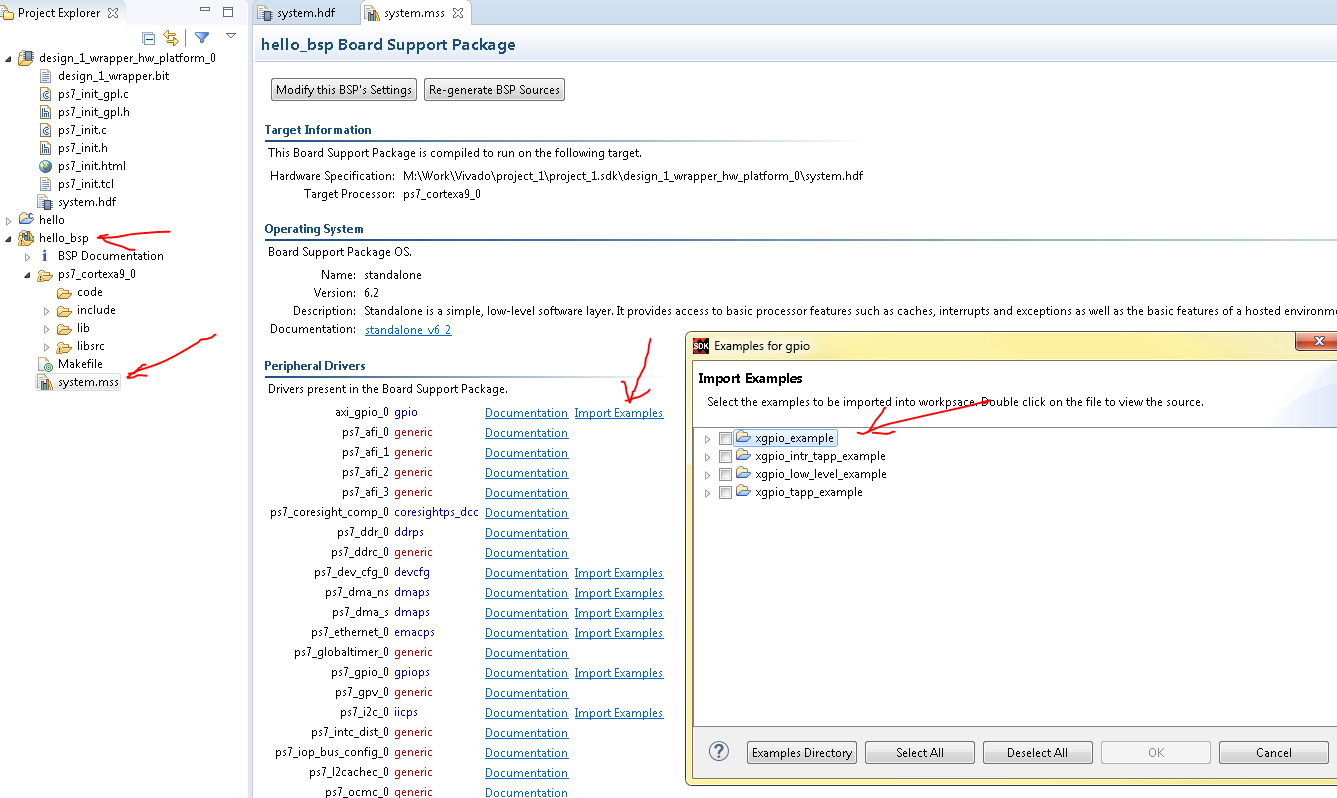 Project Explorer
design_1_wrapper_hw_platform_0
design_1_wrapper.bit
ps7_init_gpl.c
ps7_init_gpl.h
ps7_init.c
ps7_init.h
ps7_init.html
ps7_init.tcl
system.hdf
hello
hello_bsp
BSP Documentation
ps7_cortexa9_0
code
include
lib
libsrc
Makefile
system.mss
system.hdf system.mss
hello_bsp Board Support Package
Modify this BSP's Settings Re-generate BSP Sources
Target Information
This Board Support Package is compiled to run on the following target.
Hardware Specification: M:\Work\Vivado\project_1\project_1.sdk\design_1_wrapper_hw_platform_0\system.hdf
Target Processor: ps7_cortexa9_0
Operating System
Board Support Package OS.
Name: standalone
Version: 6.2
Description: Standalone is a simple, low-level software layer. It provides access to basic processor features such as caches, interrupts and exceptions as well as the basic features of a hosted environme
Documentation: standalone_v6_2
Peripheral Drivers
Drivers present in the Board Support Package.
axi_gpio_0 gpio Documentation Import Examples
ps7_afi_0 generic Documentation
ps7_afi_1 generic Documentation
ps7_afi_2 generic Documentation
ps7_afi_3 generic Documentation
ps7_coresight_comp_0 coresightps_dcc Documentation
ps7_ddr_0 ddrps Documentation
ps7_ddrc_0 generic Documentation
ps7_dev_cfg_0 devcfg Documentation Import Examples
ps7_dma_ns dmaps Documentation Import Examples
ps7_dma_s dmaps Documentation Import Examples
ps7_ethernet_0 emacps Documentation Import Examples
ps7_globaltimer_0 generic Documentation
ps7_gpio_0 gpiops Documentation Import Examples
ps7_gpv_0 generic Documentation
ps7_i2c_0 iicps Documentation Import Examples
ps7_intc_dist_0 generic Documentation
ps7_iop_bus_config_0 generic Documentation
ps7_l2cachec_0 generic Documentation
ps7_ocmc_0 generic Documentation
SDK Examples for gpio
Import Examples
Select the examples to be imported into workpsace. Double click on the file to view the source.
xgpio_example
xgpio_intr_tapp_example
xgpio_low_level_example
xgpio_tapp_example
Examples Directory Select All Deselect All OK Cancel